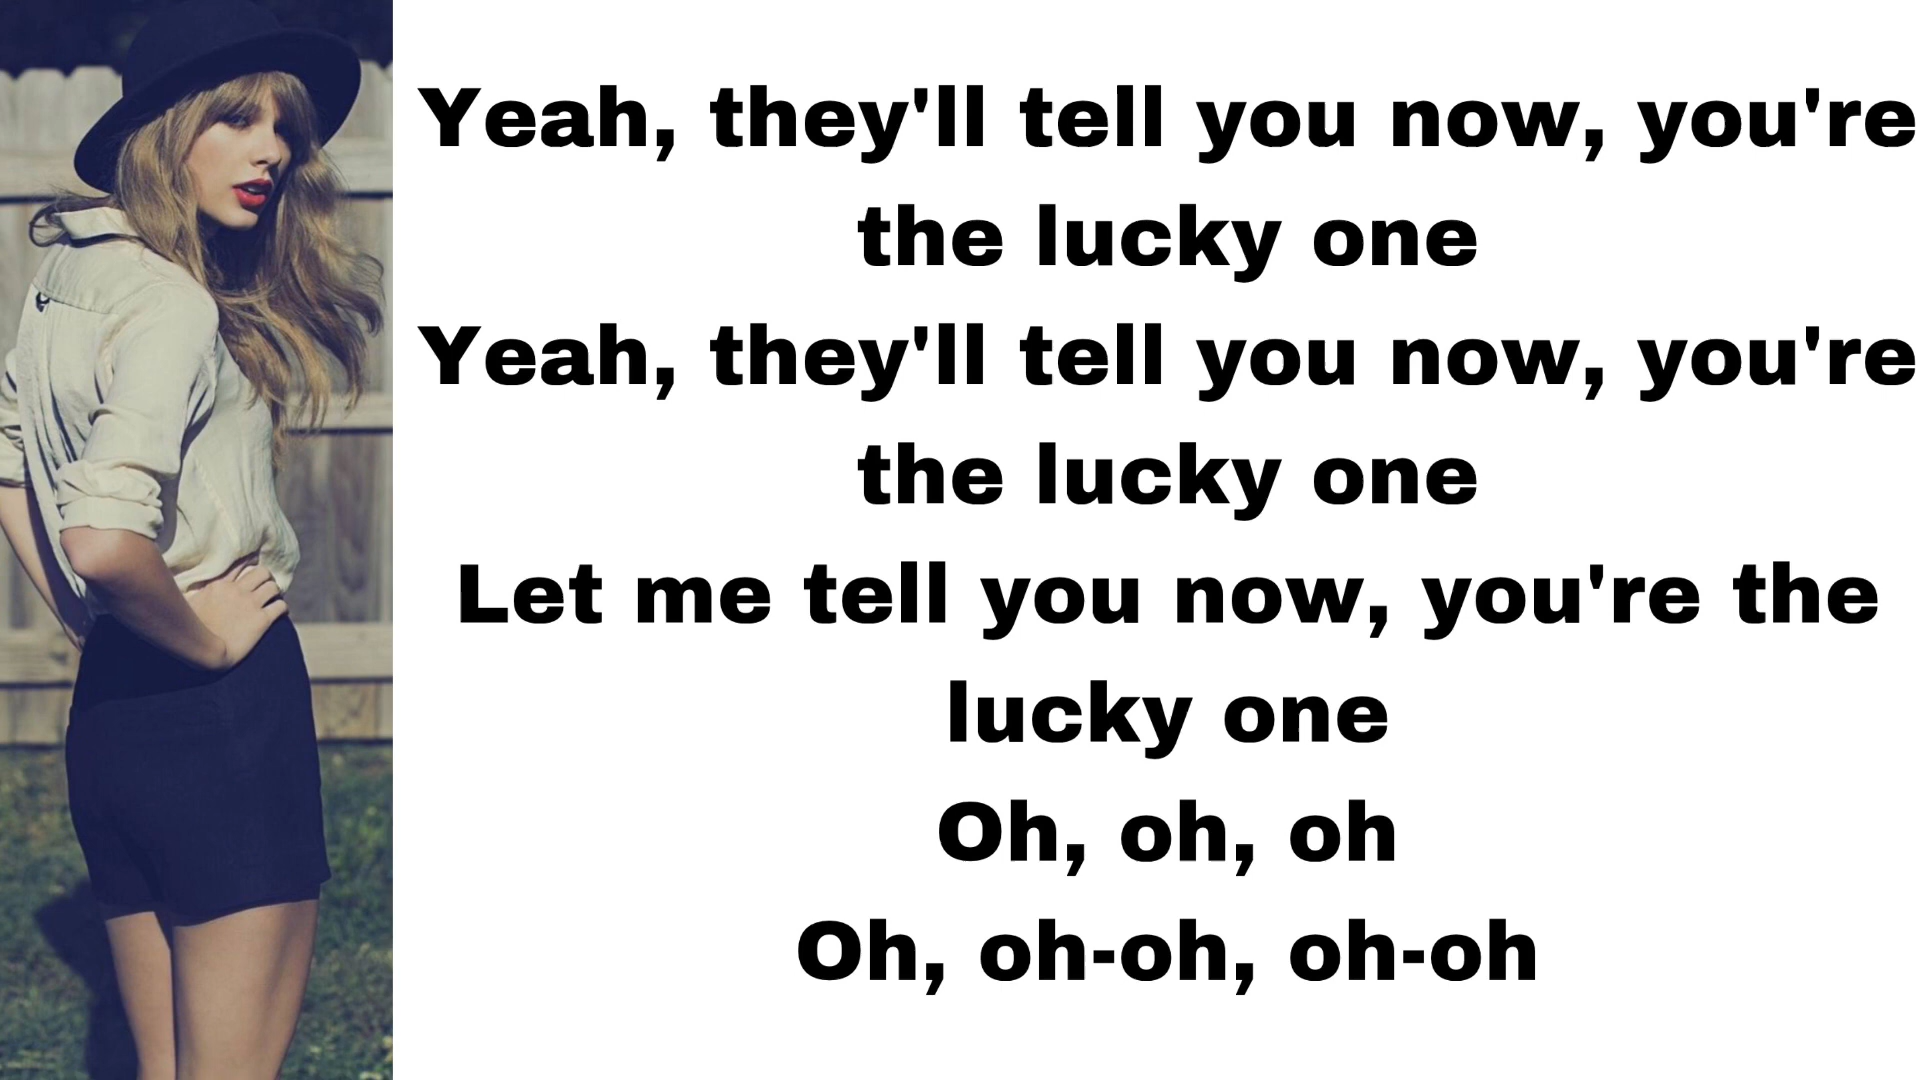 Yeah, they'll tell you now, you're
the lucky one
Yeah, they'll tell you now, you're
the lucky one
Let me tell you now, you're the
lucky one
Oh, oh, oh
Oh, oh-oh, oh-oh